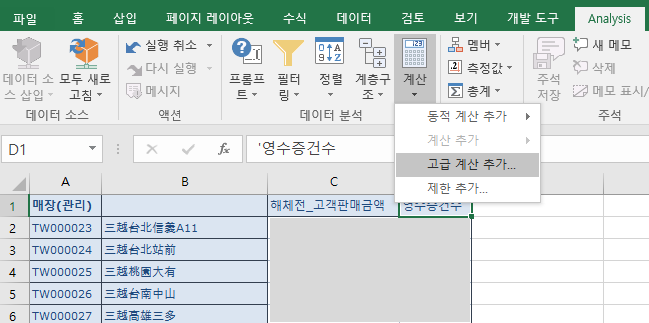 파일 홈 삽입 페이지 레이아웃 수식 데이터 검토 보기 개발 도구 Analysis
데이터 소스 삽입
모두 새로 고침
데이터 소스
실행 취소
다시 실행
메시지
액션
프롬프트
필터링
정렬
계층구조
계산
데이터 분석
멤버
측정값
총계
주석 저장
새 메모
삭제
주석
동적 계산 추가
계산 추가
고급 계산 추가...
제한 추가...
D1 '영수증건수
A B C
1 매장(관리) 해체전_고객판매금액 영수증건수
2 TW000023 三越台北信義A11
3 TW000024 三越台北站前
4 TW000025 三越桃園大有
5 TW000026 三越台南中山
6 TW000027 三越高雄三多